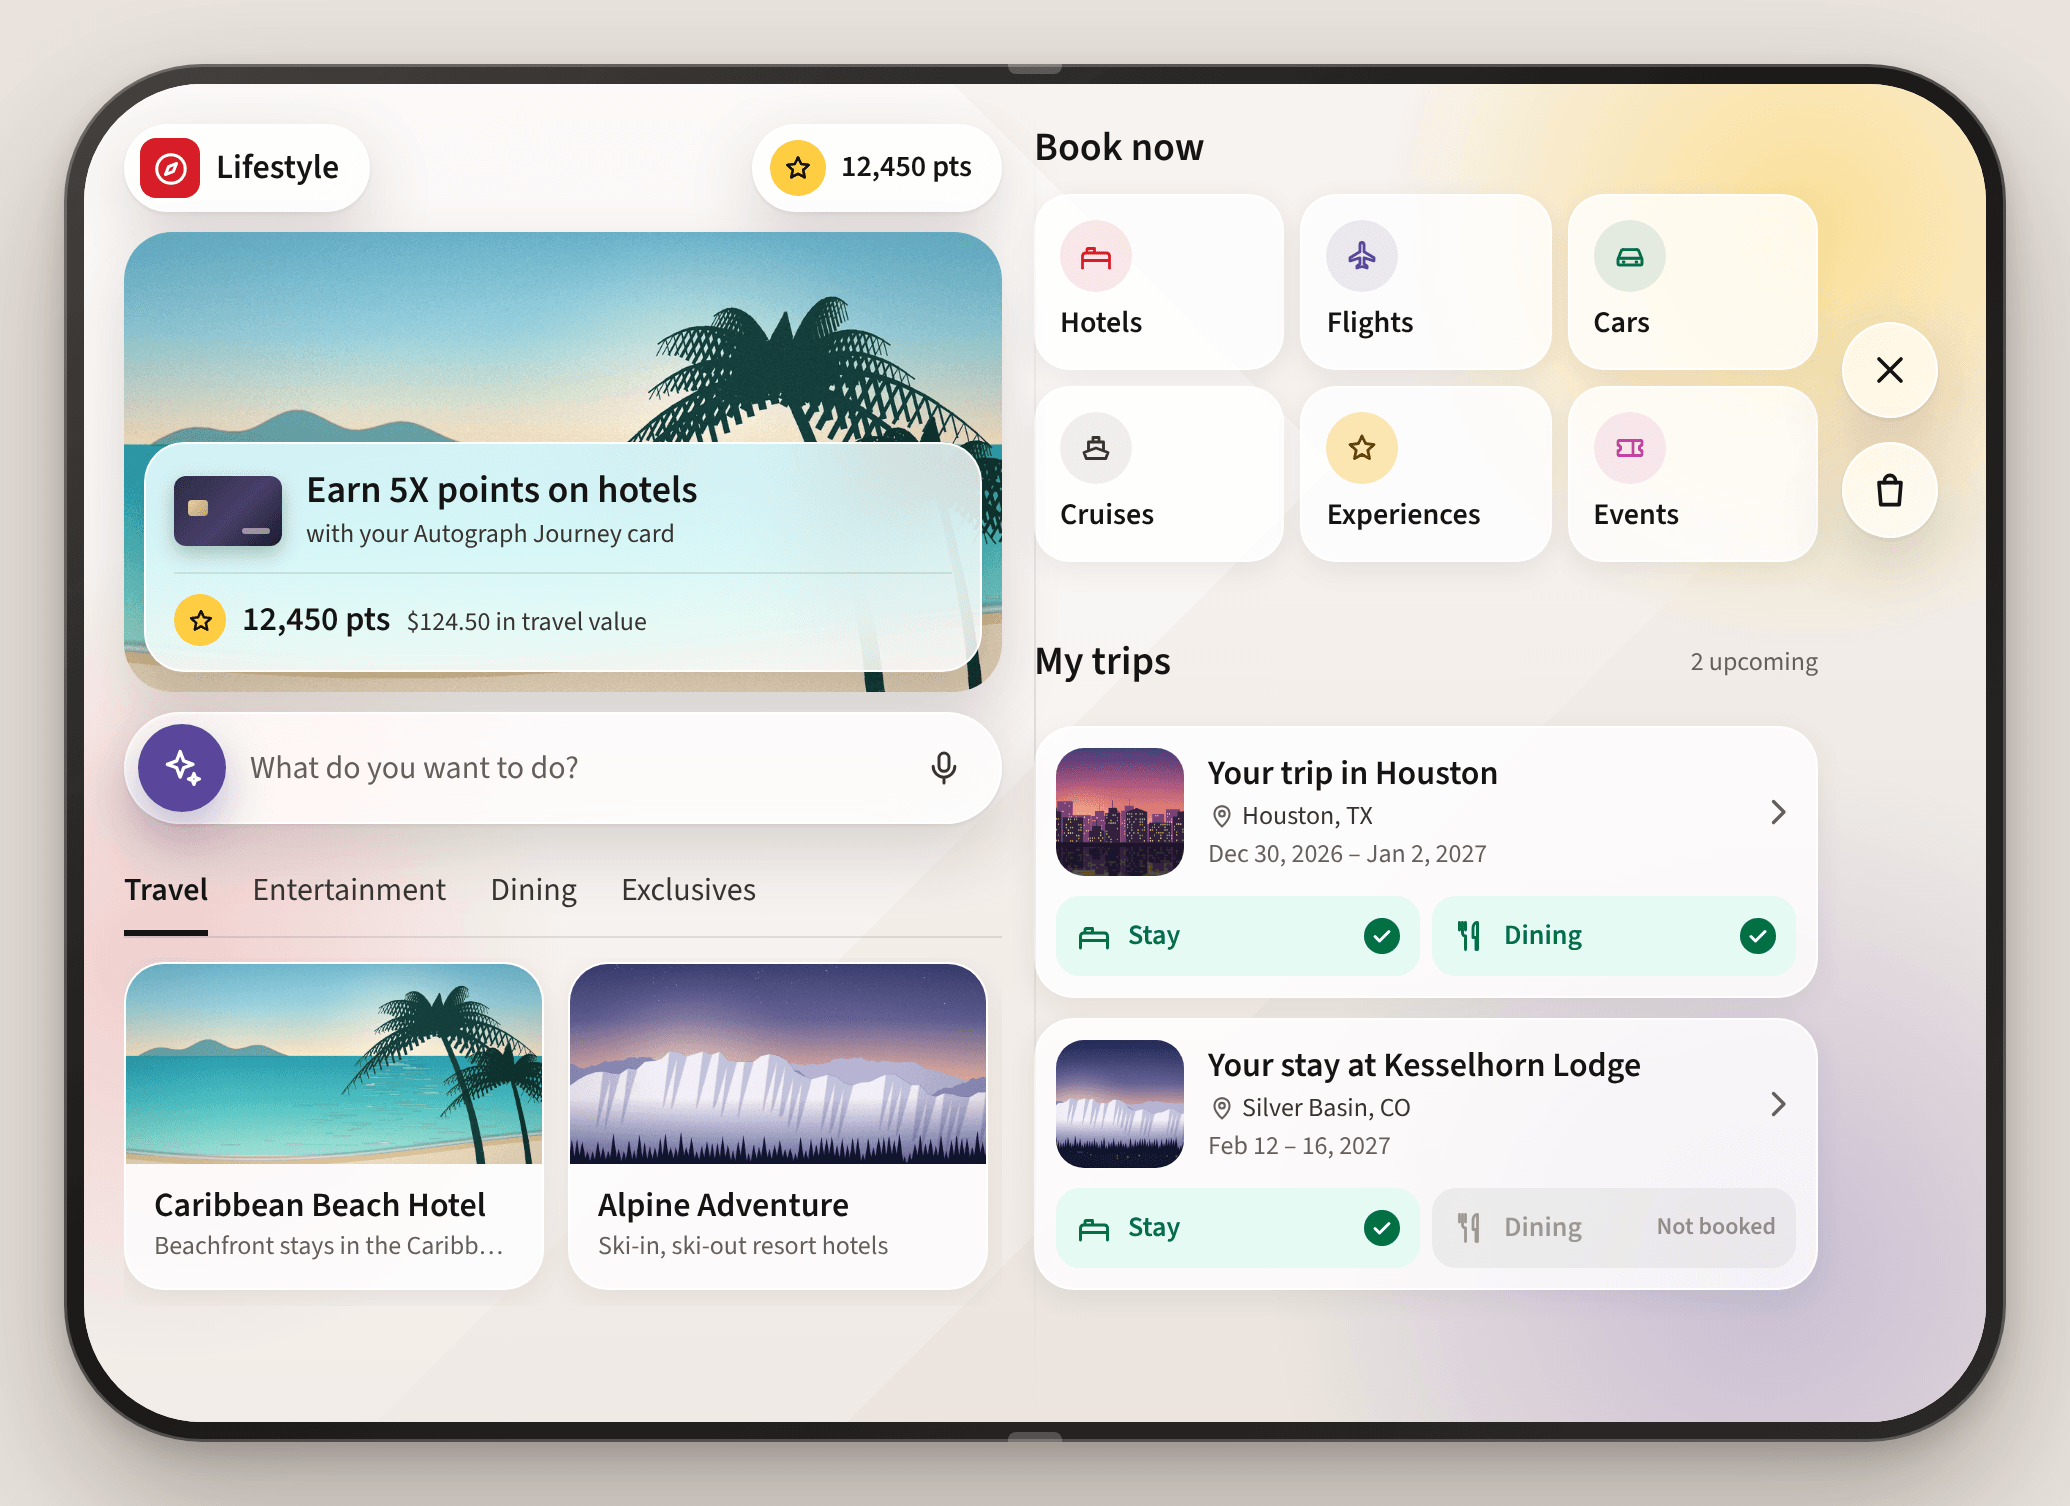 Lifestyle
12,450 pts
Earn 5X points on hotels
with your Autograph Journey card
12,450 pts $124.50 in travel value
What do you want to do?
Travel Entertainment Dining Exclusives
Caribbean Beach Hotel
Beachfront stays in the Caribb…
Alpine Adventure
Ski-in, ski-out resort hotels
Book now
Hotels
Flights
Cars
Cruises
Experiences
Events
My trips
2 upcoming
Your trip in Houston
Houston, TX
Dec 30, 2026 – Jan 2, 2027
Stay
Dining
Your stay at Kesselhorn Lodge
Silver Basin, CO
Feb 12 – 16, 2027
Stay
Dining Not booked